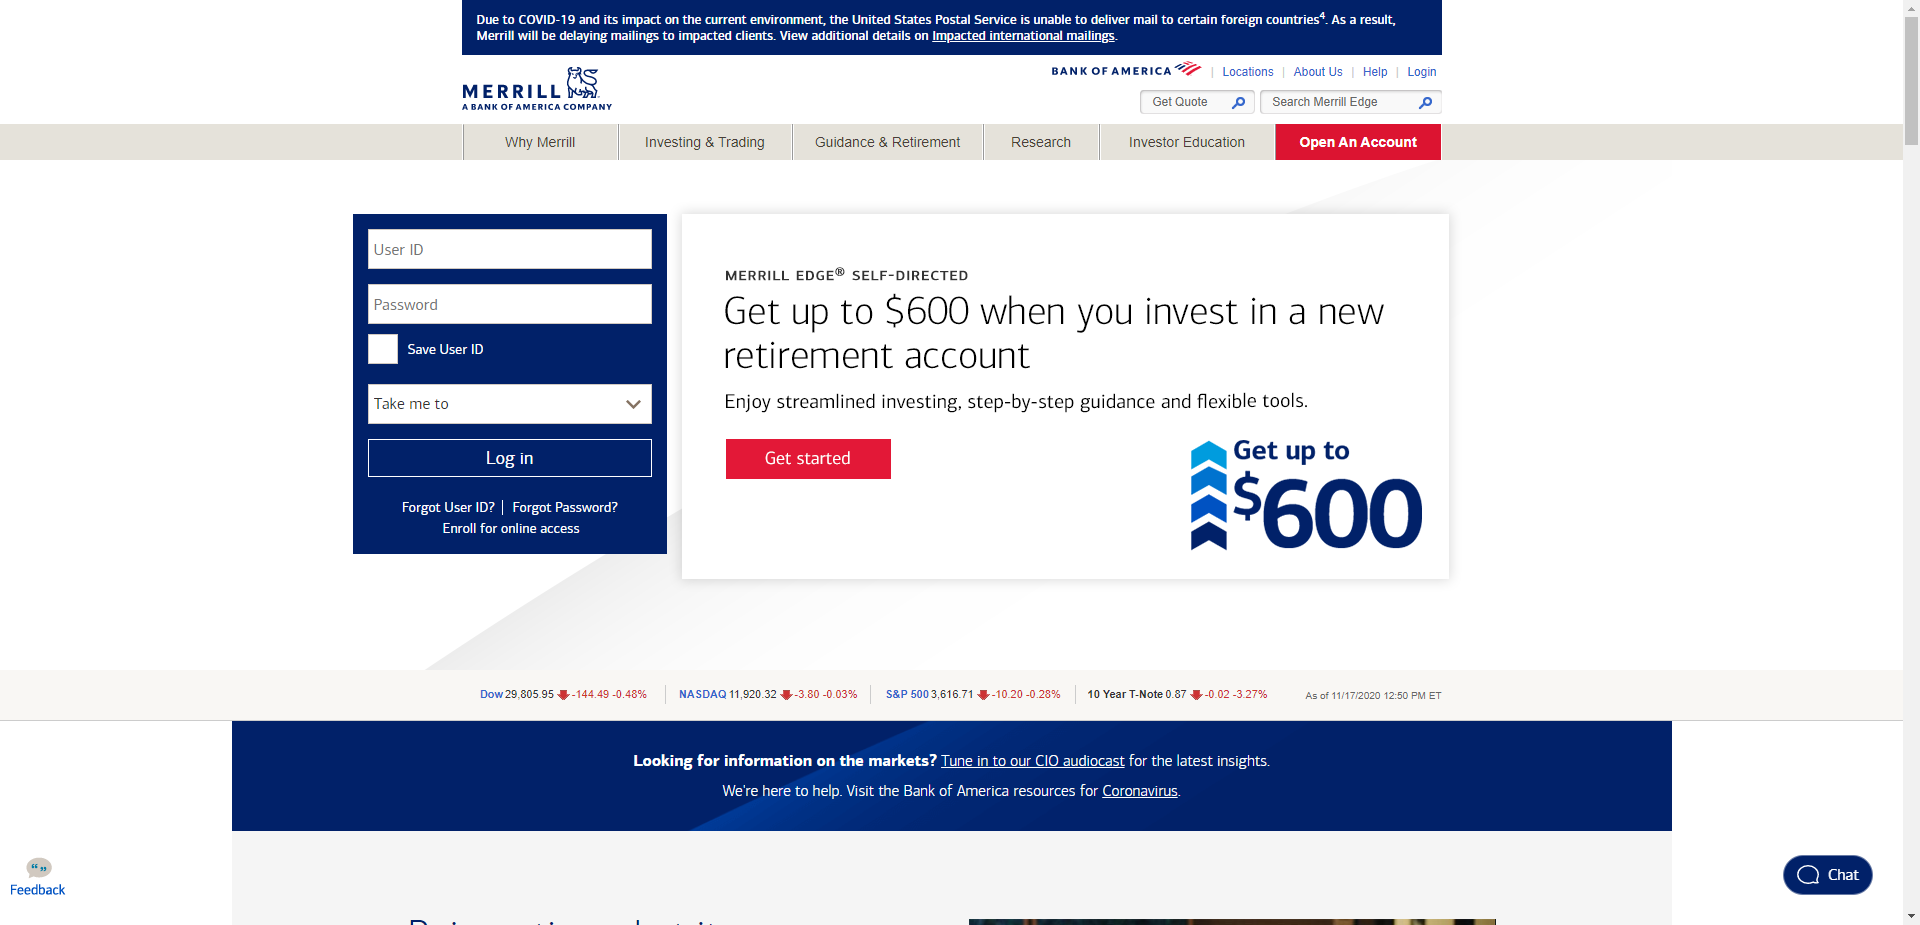 Due to COVID-19 and its impact on the current environment, the United States Postal Service is unable to deliver mail to certain foreign countries4. As a result,
Merrill will be delaying mailings to impacted clients. View additional details on Impacted international mailings.
MERRILL
A BANK OF AMERICA COMPANY
BANK OF AMERICA | Locations | About Us | Help | Login
Get Quote
Search Merrill Edge
Why Merrill
Investing & Trading
Guidance & Retirement
Research
Investor Education
Open An Account
User ID
Password
Save User ID
Take me to
Log in
Forgot User ID? | Forgot Password?
Enroll for online access
MERRILL EDGE® SELF-DIRECTED
Get up to $600 when you invest in a new
retirement account
Enjoy streamlined investing, step-by-step guidance and flexible tools.
Get started
Get up to
$600
Dow 29,805.95 -144.49 -0.48%
NASDAQ 11,920.32 -3.80 -0.03%
S&P 500 3,616.71 -10.20 -0.28%
10 Year T-Note 0.87 -0.02 -3.27%
As of 11/17/2020 12:50 PM ET
Looking for information on the markets? Tune in to our CIO audiocast for the latest insights.
We're here to help. Visit the Bank of America resources for Coronavirus.
Feedback
Chat